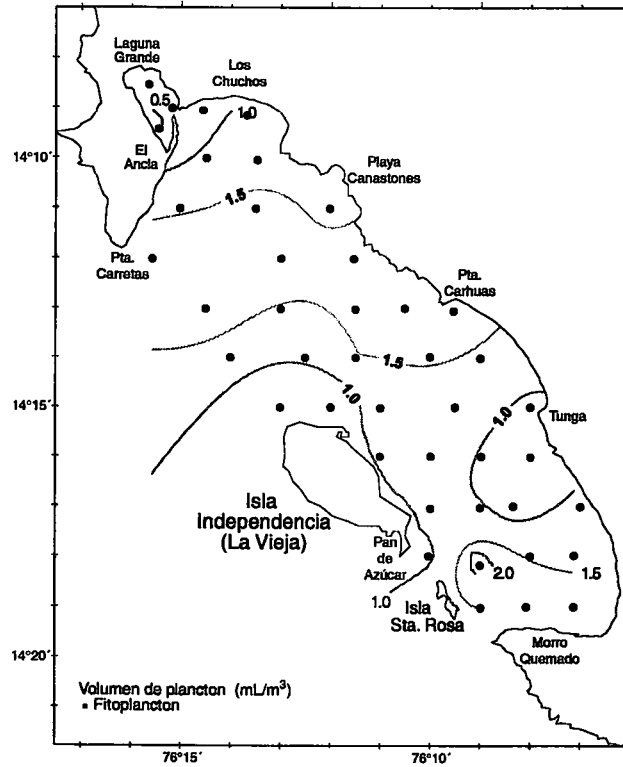 Laguna
Grande
Los
Chuchos
0.5
1.0
El
Ancla
14°10'
Playa
Canastones
1.5
Pta.
Carretas
Pta.
Carhuas
1.5
1.0
14°15'
1.0
Tunga
Isla
Independencia
(La Vieja)
Pan
de
Azúcar
2.0
1.5
1.0
Isla
Sta. Rosa
Morro
Quemado
14°20'
Volumen de plancton (mL/m³)
Fitoplancton
76°15'
76°10'